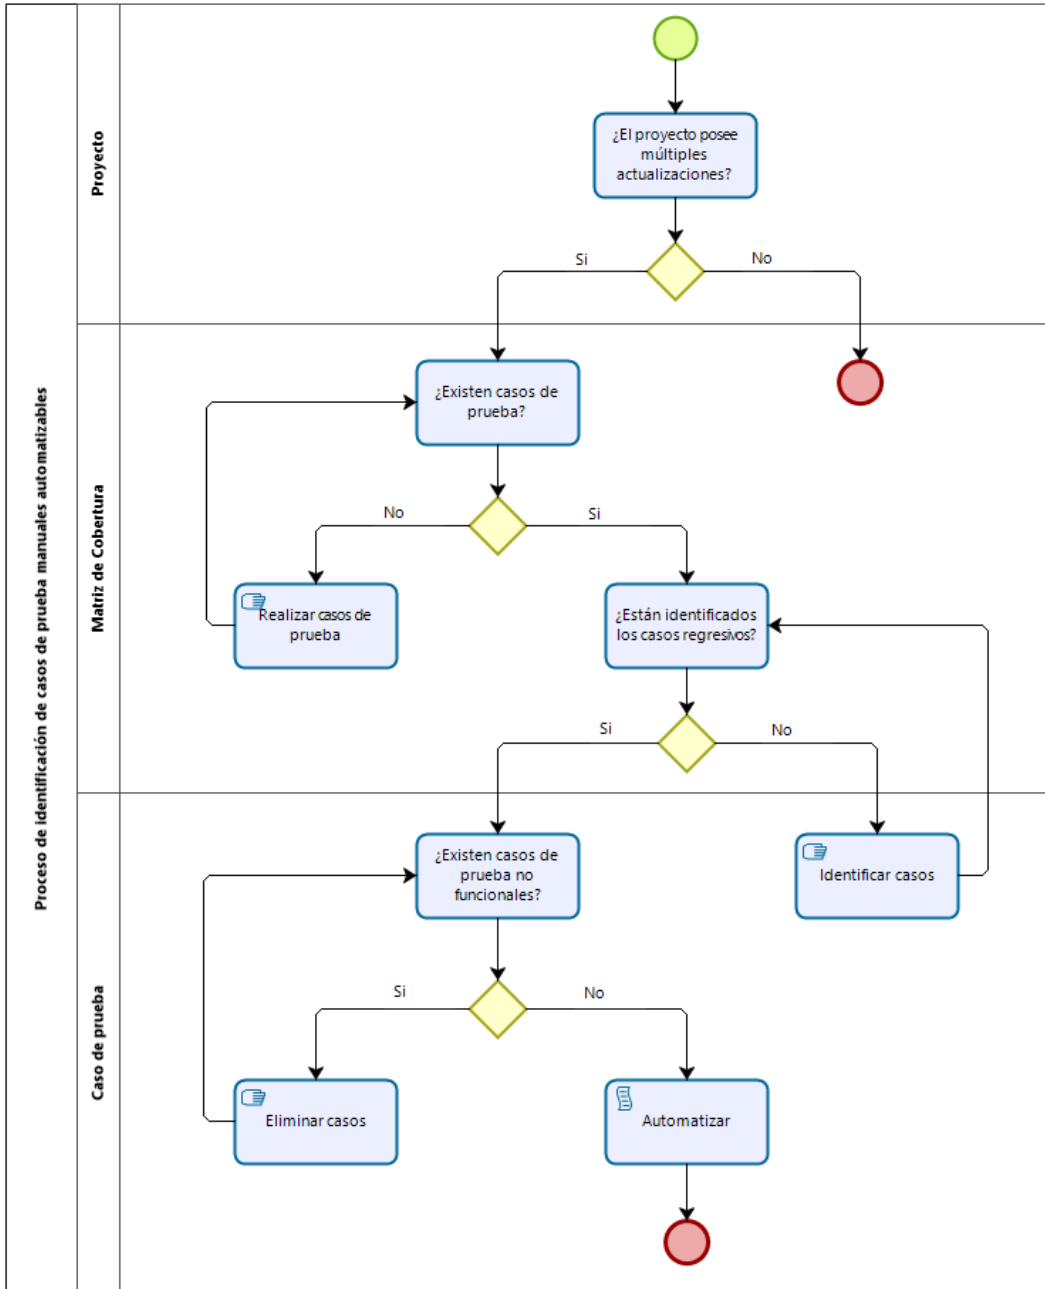 Proceso de identificación de casos de prueba manuales automatizables
Proyecto
¿El proyecto posee
múltiples
actualizaciones?
Si
No
Matriz de Cobertura
¿Existen casos de
prueba?
No
Si
Realizar casos de
prueba
¿Están identificados
los casos regresivos?
Si
No
Caso de prueba
¿Existen casos de
prueba no
funcionales?
Identificar casos
Si
No
Eliminar casos
Automatizar